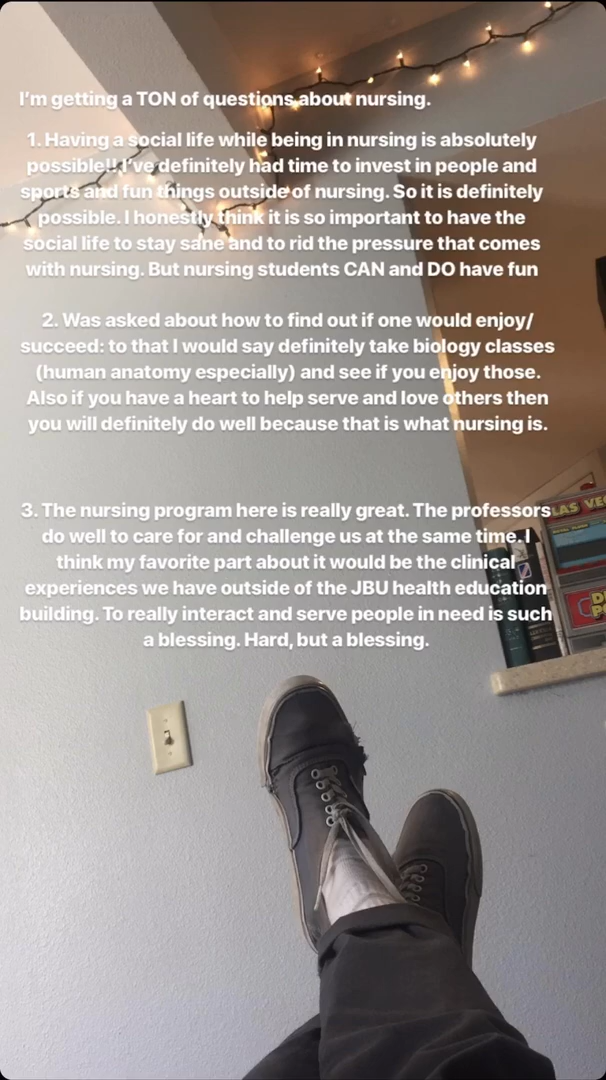 I'm getting a TON of questions about nursing.
1. Having a social life while being in nursing is absolutely
possible!! I've definitely had time to invest in people and
sports and fun things outside of nursing. So it is definitely
possible. I honestly think it is so important to have the
social life to stay sane and to rid the pressure that comes
with nursing. But nursing students CAN and DO have fun
2. Was asked about how to find out if one would enjoy/
succeed: to that I would say definitely take biology classes
(human anatomy especially) and see if you enjoy those.
Also if you have a heart to help serve and love others then
you will definitely do well because that is what nursing is.
3. The nursing program here is really great. The professors
do well to care for and challenge us at the same time. I
think my favorite part about it would be the clinical
experiences we have outside of the JBU health education
building. To really interact and serve people in need is such
a blessing. Hard, but a blessing.
LAS VE